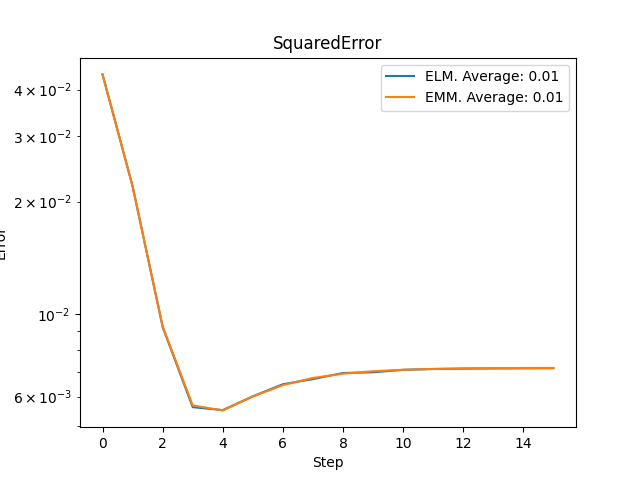 SquaredError
ELM. Average: 0.01
EMM. Average: 0.01
4 × 10⁻²
3 × 10⁻²
2 × 10⁻²
10⁻²
6 × 10⁻³
Error
0 2 4 6 8 10 12 14
Step